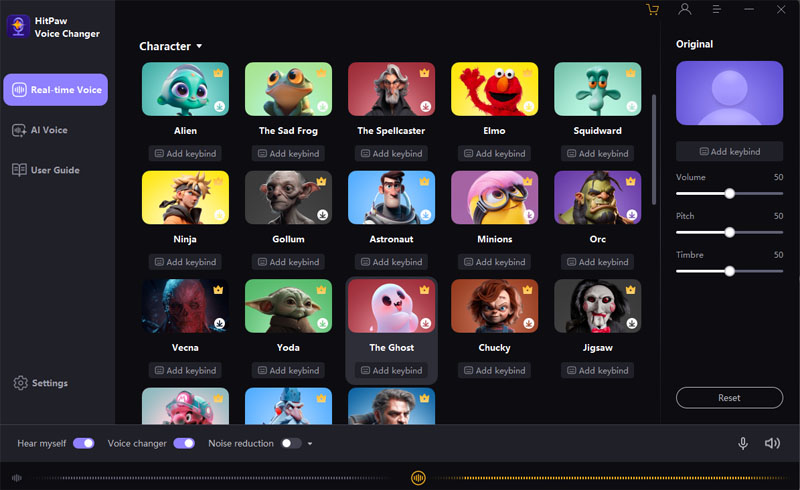 HitPaw
Voice Changer
Real-time Voice
AI Voice
User Guide
Settings
Character
Alien
The Sad Frog
The Spellcaster
Elmo
Squidward
Add keybind
Add keybind
Add keybind
Add keybind
Add keybind
Ninja
Gollum
Astronaut
Minions
Orc
Add keybind
Add keybind
Add keybind
Add keybind
Add keybind
Vecna
Yoda
The Ghost
Chucky
Jigsaw
Add keybind
Add keybind
Add keybind
Add keybind
Add keybind
Original
Add keybind
Volume 50
Pitch 50
Timbre 50
Reset
Hear myself
Voice changer
Noise reduction